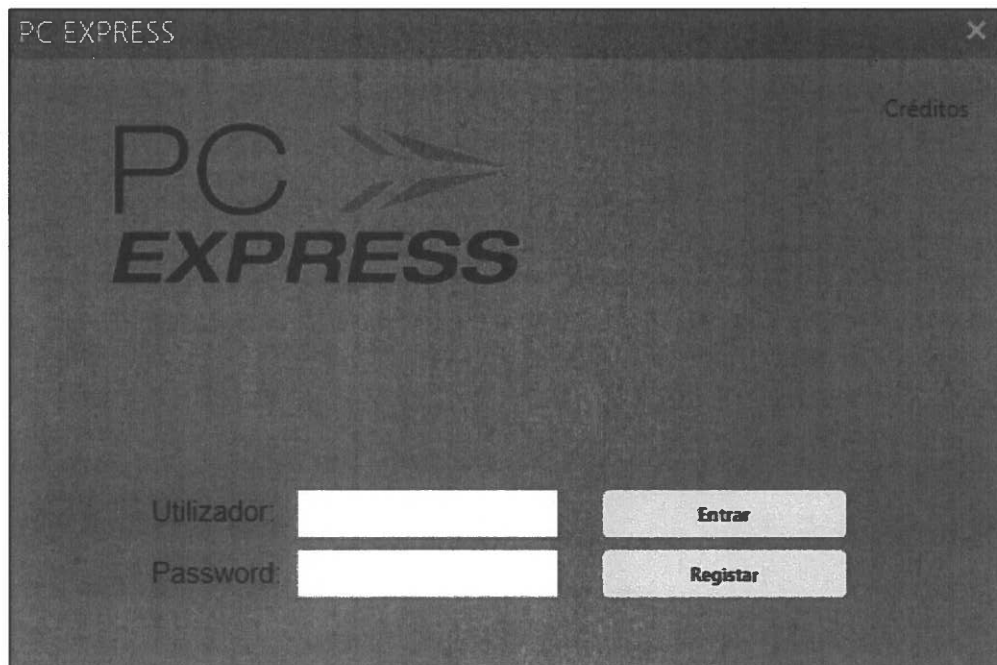 PC EXPRESS
Créditos
PC
EXPRESS
Utilizador:
Entrar
Password:
Registar